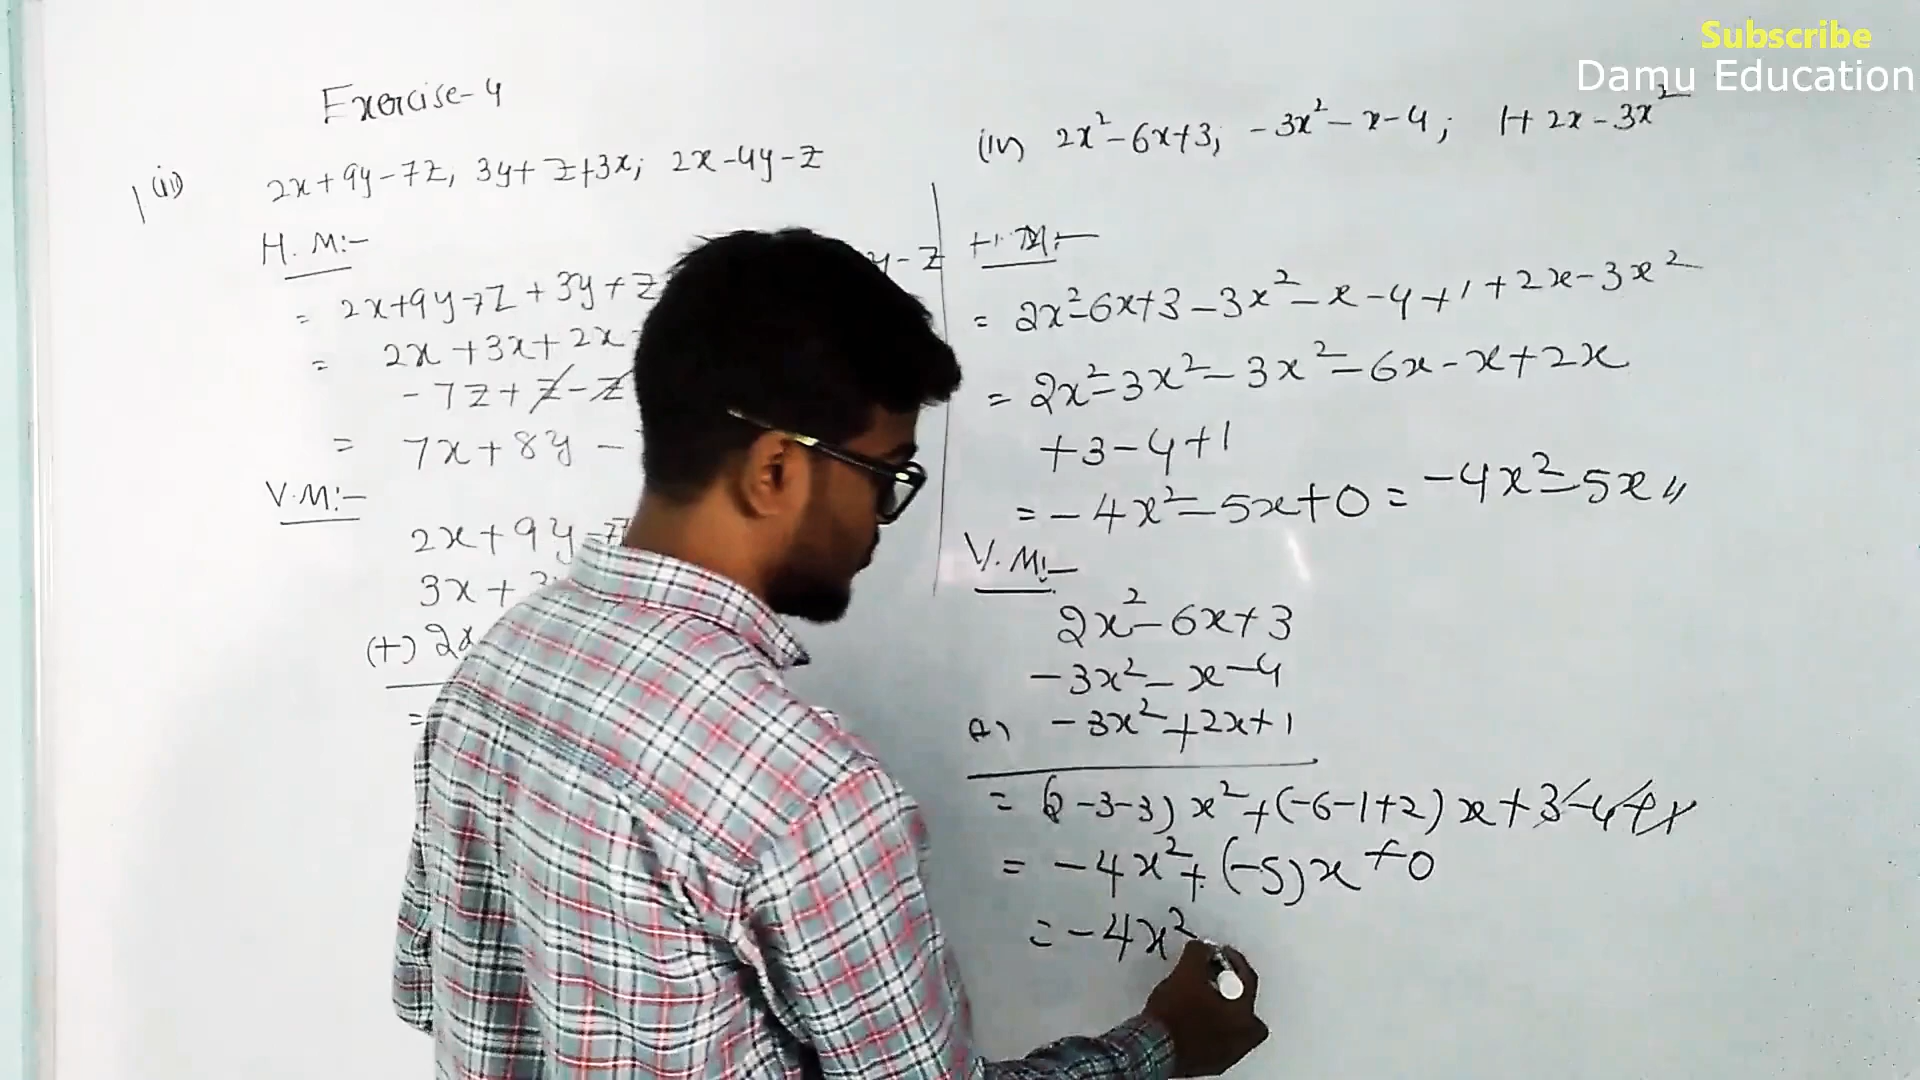 Subscribe
Damu Education
Exercise-4
1 (iii) 2x+9y-7z, 3y+z+3x; 2x-4y-z
H.M:-
= 2x+9y-7z+3y+z
y-z
= 2x+3x+2x
-7z+z-z
= 7x+8y-
V.M:-
2x+9y-7z
3x+
(+) 2x
=
(iv) 2x²-6x+3; -3x²-x-4; 1+2x-3x²
H.M:-
= 2x²-6x+3-3x²-x-4+1+2x-3x²
= 2x²-3x²-3x²-6x-x+2x
+3-4+1
= -4x²-5x+0 = -4x²-5x //
V.M:-
2x²-6x+3
-3x²-x-4
(+) -3x²+2x+1
= (2-3-3)x²+(-6-1+2)x+3-4+1
= -4x²+(-5)x+0
= -4x²